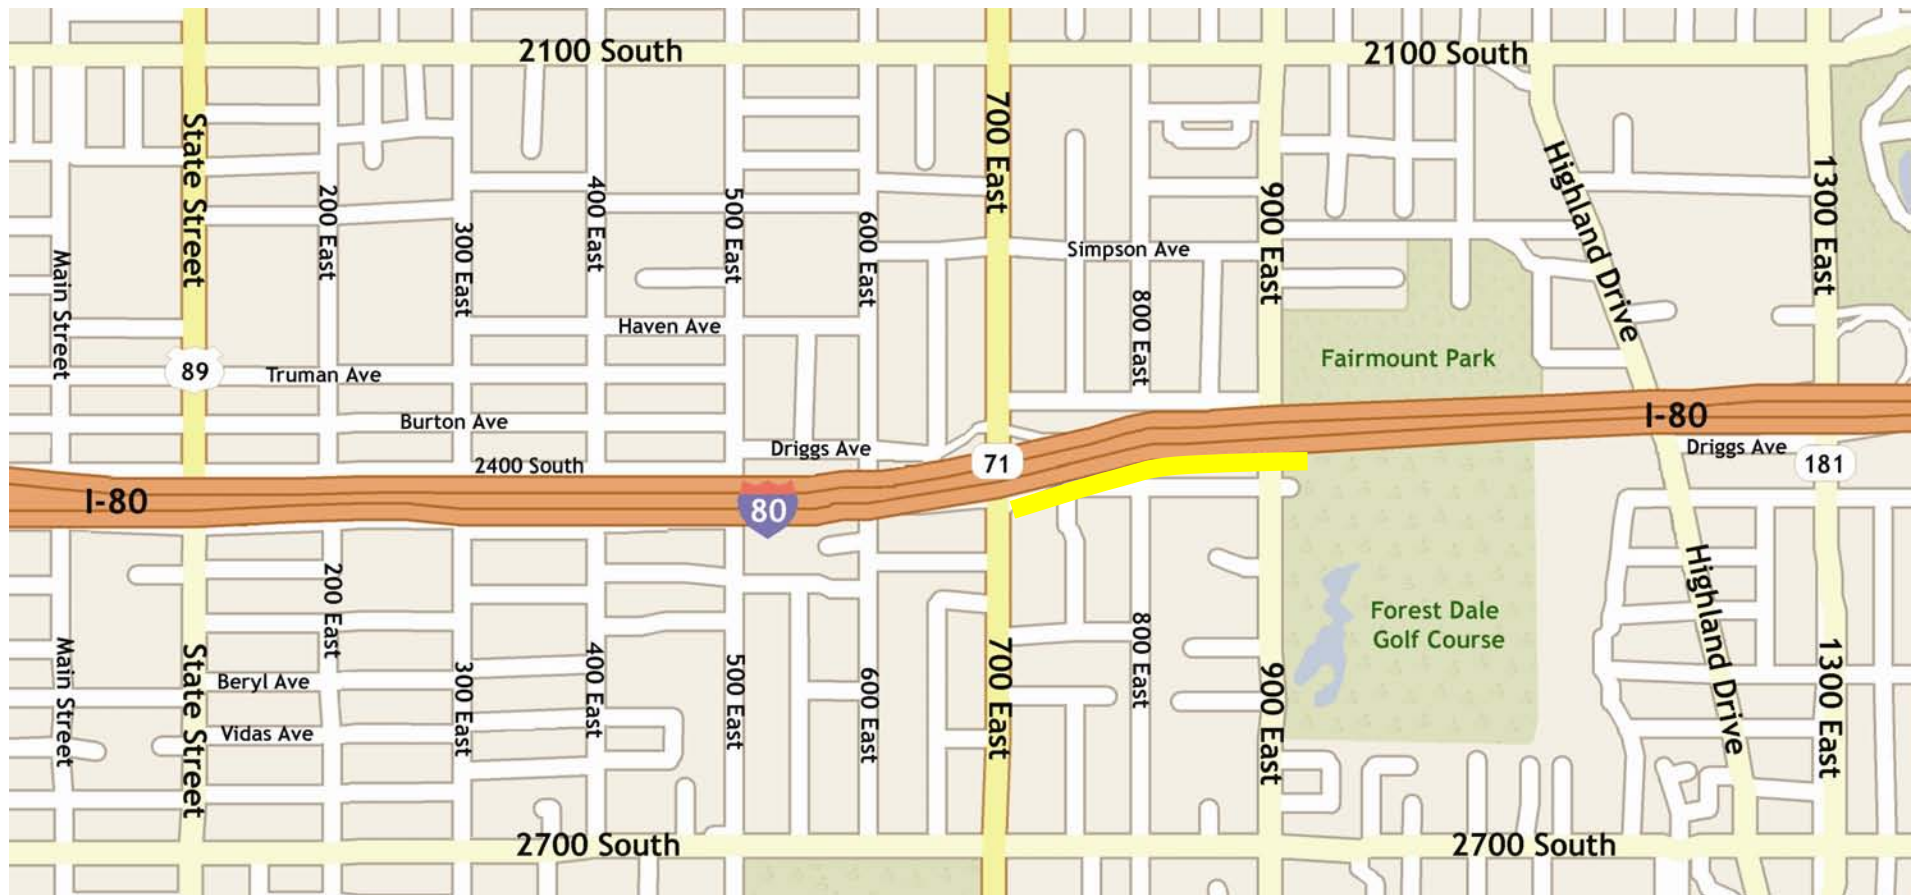 2100 South
2100 South
State Street
700 East
Highland Drive
1300 East
200 East
400 East
500 East
900 East
600 East
300 East
Main Street
Simpson Ave
800 East
Haven Ave
Fairmount Park
89
Truman Ave
Burton Ave
I-80
Driggs Ave
Driggs Ave
2400 South
71
181
I-80
80
200 East
Highland Drive
Forest Dale
Golf Course
800 East
Main Street
State Street
400 East
700 East
1300 East
500 East
300 East
600 East
900 East
Beryl Ave
Vidas Ave
2700 South
2700 South